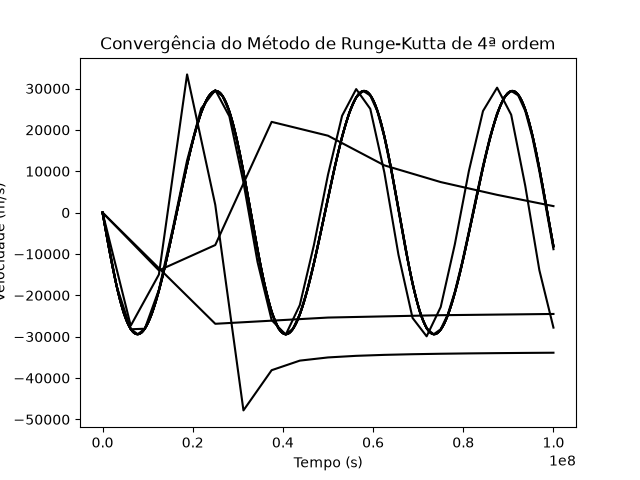 Convergência do Método de Runge-Kutta de 4ª ordem
30000
20000
10000
0
−10000
−20000
−30000
−40000
−50000
Velocidade (m/s)
0.0 0.2 0.4 0.6 0.8 1.0
1e8
Tempo (s)